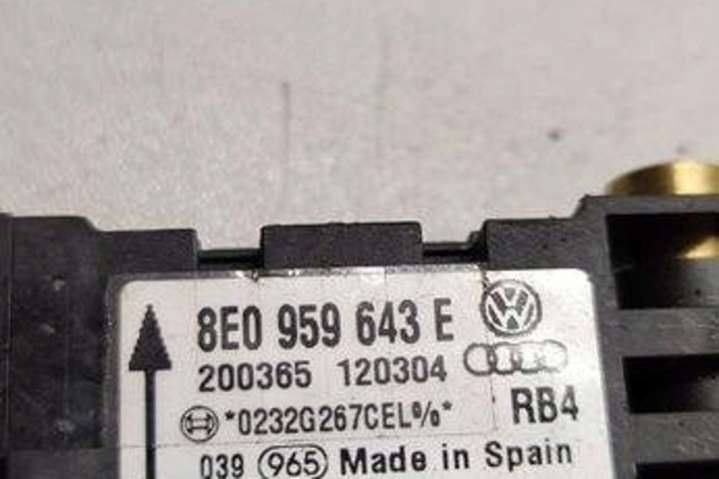 8E0 959 643 E
200365 120304
*0232G267CEL%*
RB4
039 965 Made in Spain